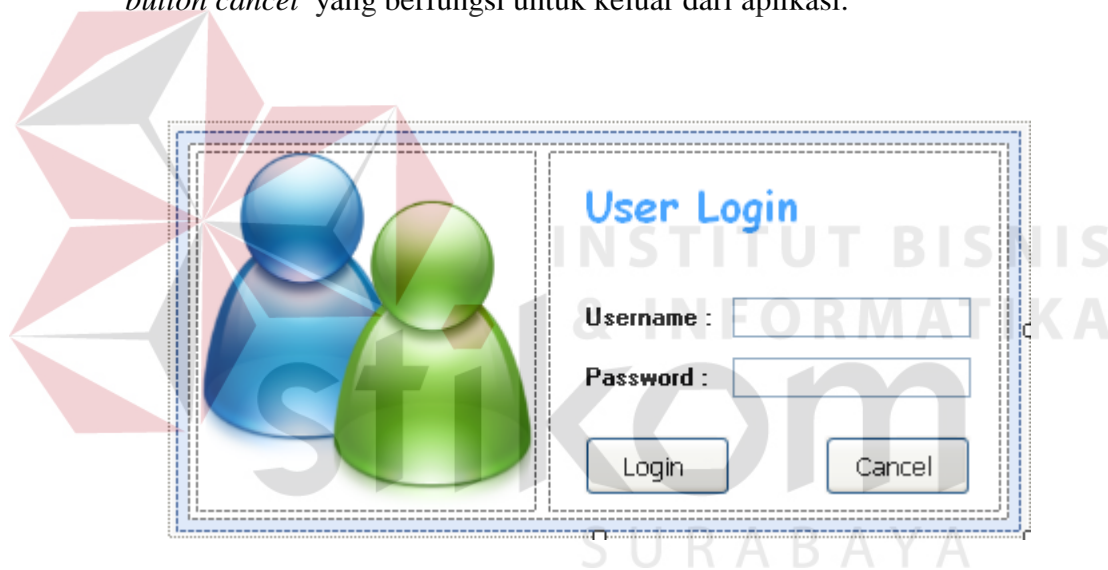 button cancel yang berfungsi untuk keluar dari aplikasi.
User Login
INSTITUT BISNIS
& INFORMATIKA
Username :
Password :
stikom
Login
Cancel
SURABAYA